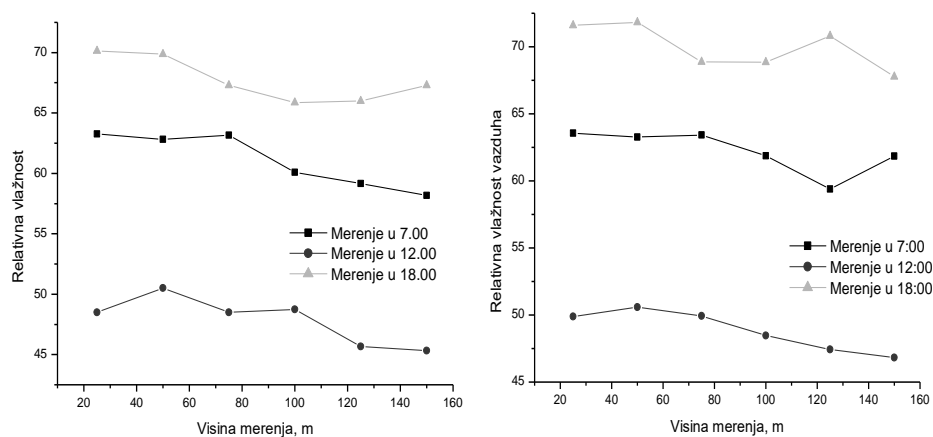 Relativna vlažnost
70
65
60
55
50
45
Merenje u 7.00
Merenje u 12.00
Merenje u 18.00
20 40 60 80 100 120 140 160
Visina merenja, m
Relativna vlažnost vazduha
70
65
60
55
50
45
Merenje u 7:00
Merenje u 12:00
Merenje u 18:00
20 40 60 80 100 120 140 160
Visina merenja, m